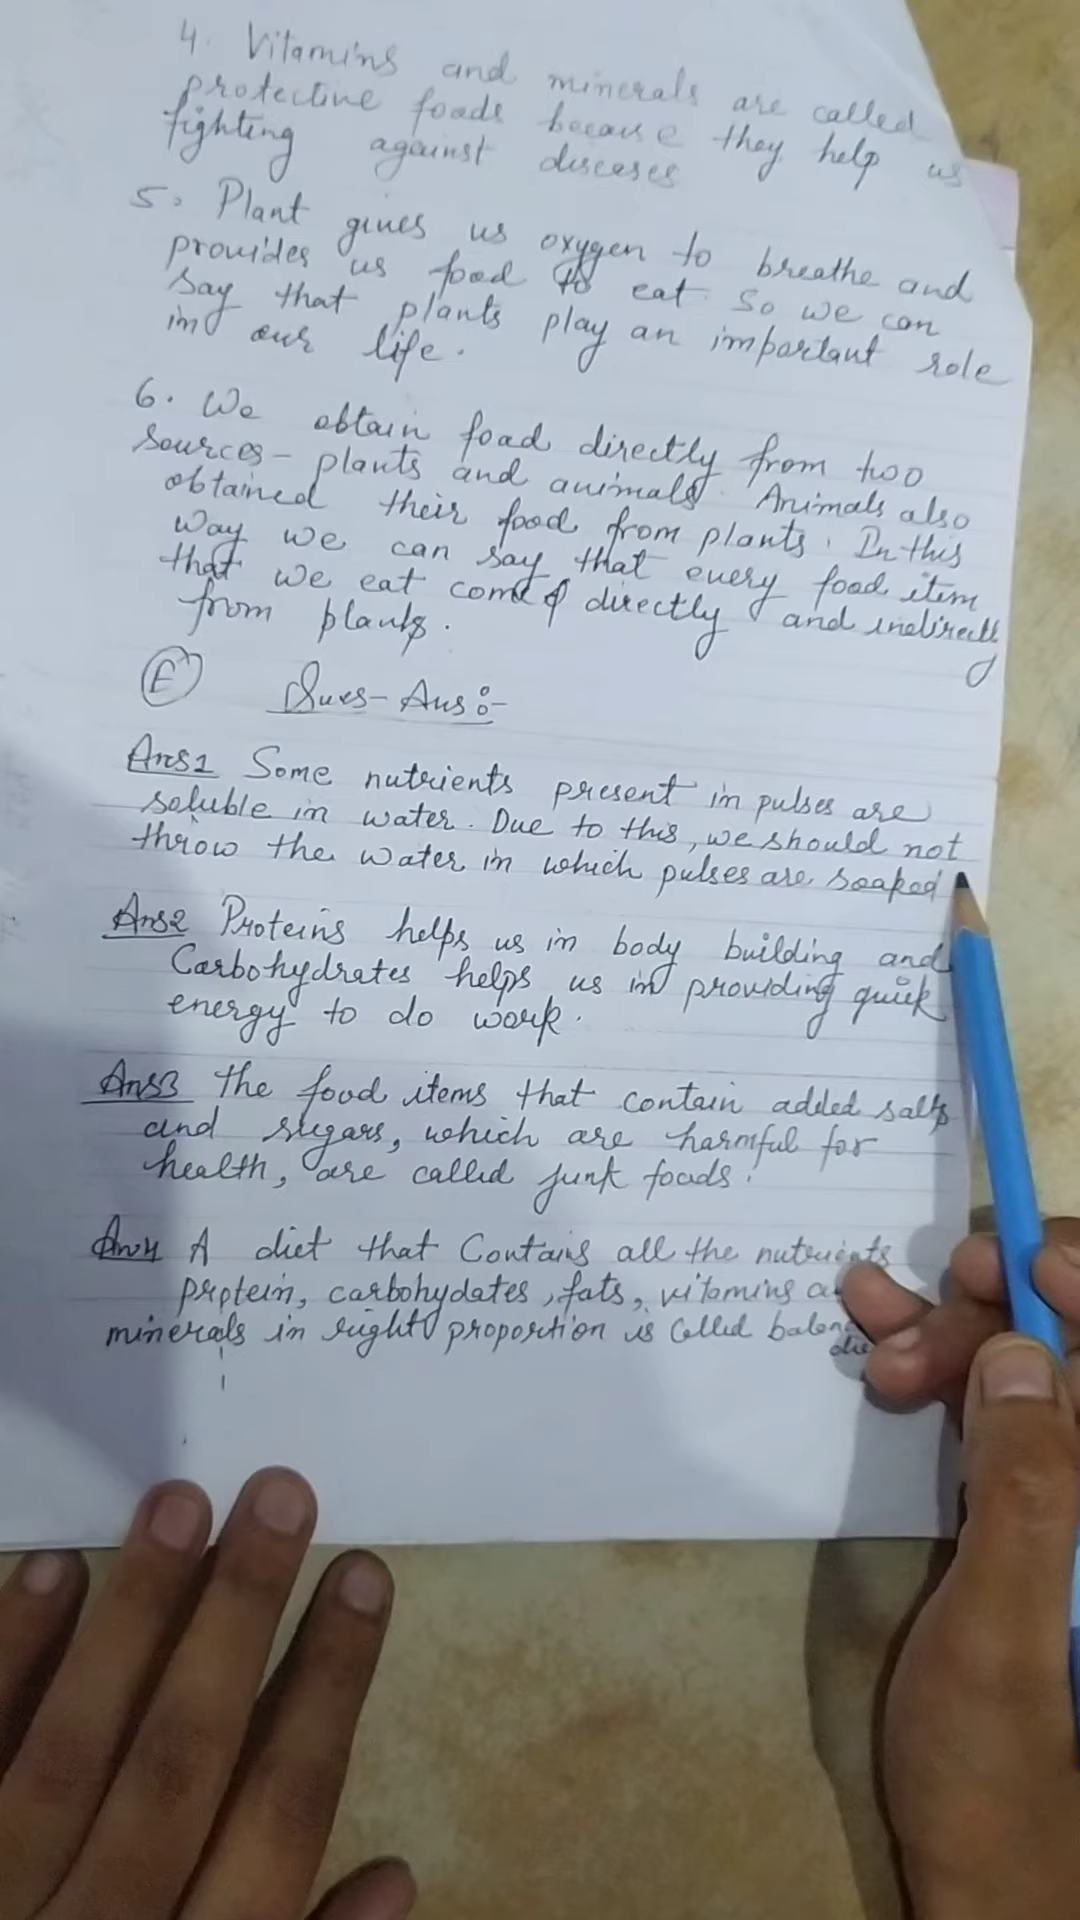 4. Vitamins and minerals are called
protective foods because they help us
fighting against diseases
5. Plant gives us oxygen to breathe and
provides us food to eat. So we can
say that plants play an important role
in our life.
6. We obtain food directly from two
sources - plants and animals. Animals also
obtained their food from plants. In this
way we can say that every food item
that we eat come directly and indirectly
from plants.
E Ques-Ans:-
Ans1 Some nutrients present in pulses are
soluble in water. Due to this, we should not
throw the water in which pulses are soaked
Ans2 Proteins helps us in body building and
Carbohydrates helps us in providing quick
energy to do work.
Ans3 The food items that contain added salts
and sugars, which are harmful for
health, are called junk foods.
Ans4 A diet that Contains all the nutrients
protein, carbohydates, fats, vitamins
minerals in right proportion is Called